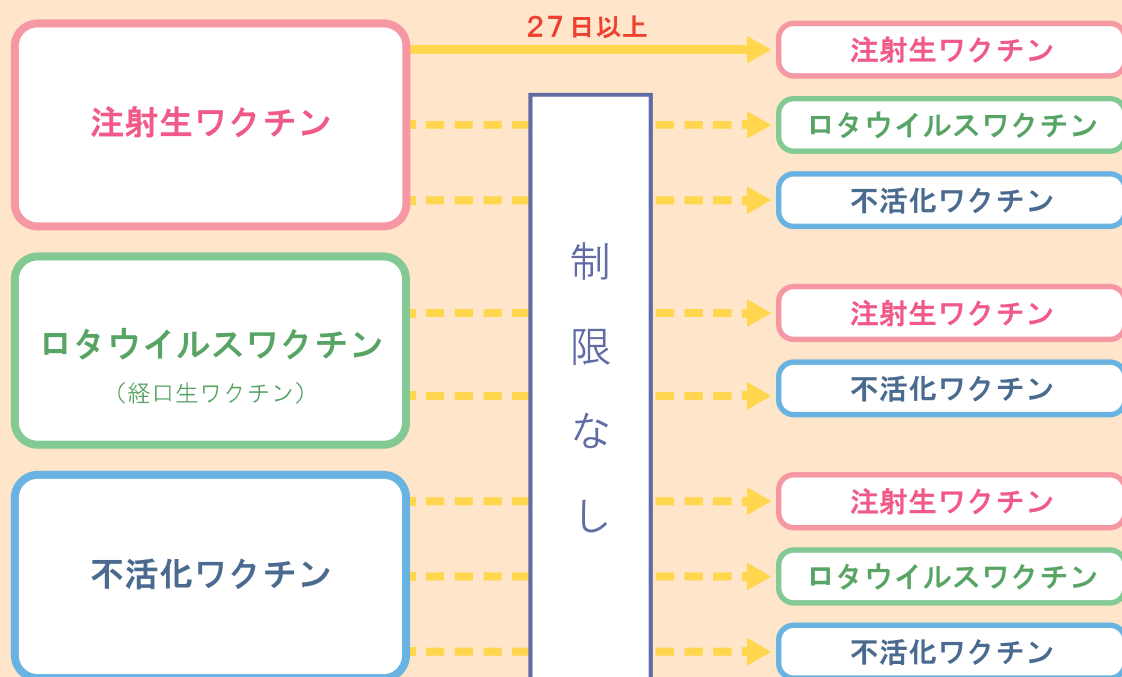 27日以上
注射生ワクチン
注射生ワクチン
ロタウイルスワクチン
不活化ワクチン
制限なし
ロタウイルスワクチン
（経口生ワクチン）
注射生ワクチン
不活化ワクチン
不活化ワクチン
注射生ワクチン
ロタウイルスワクチン
不活化ワクチン